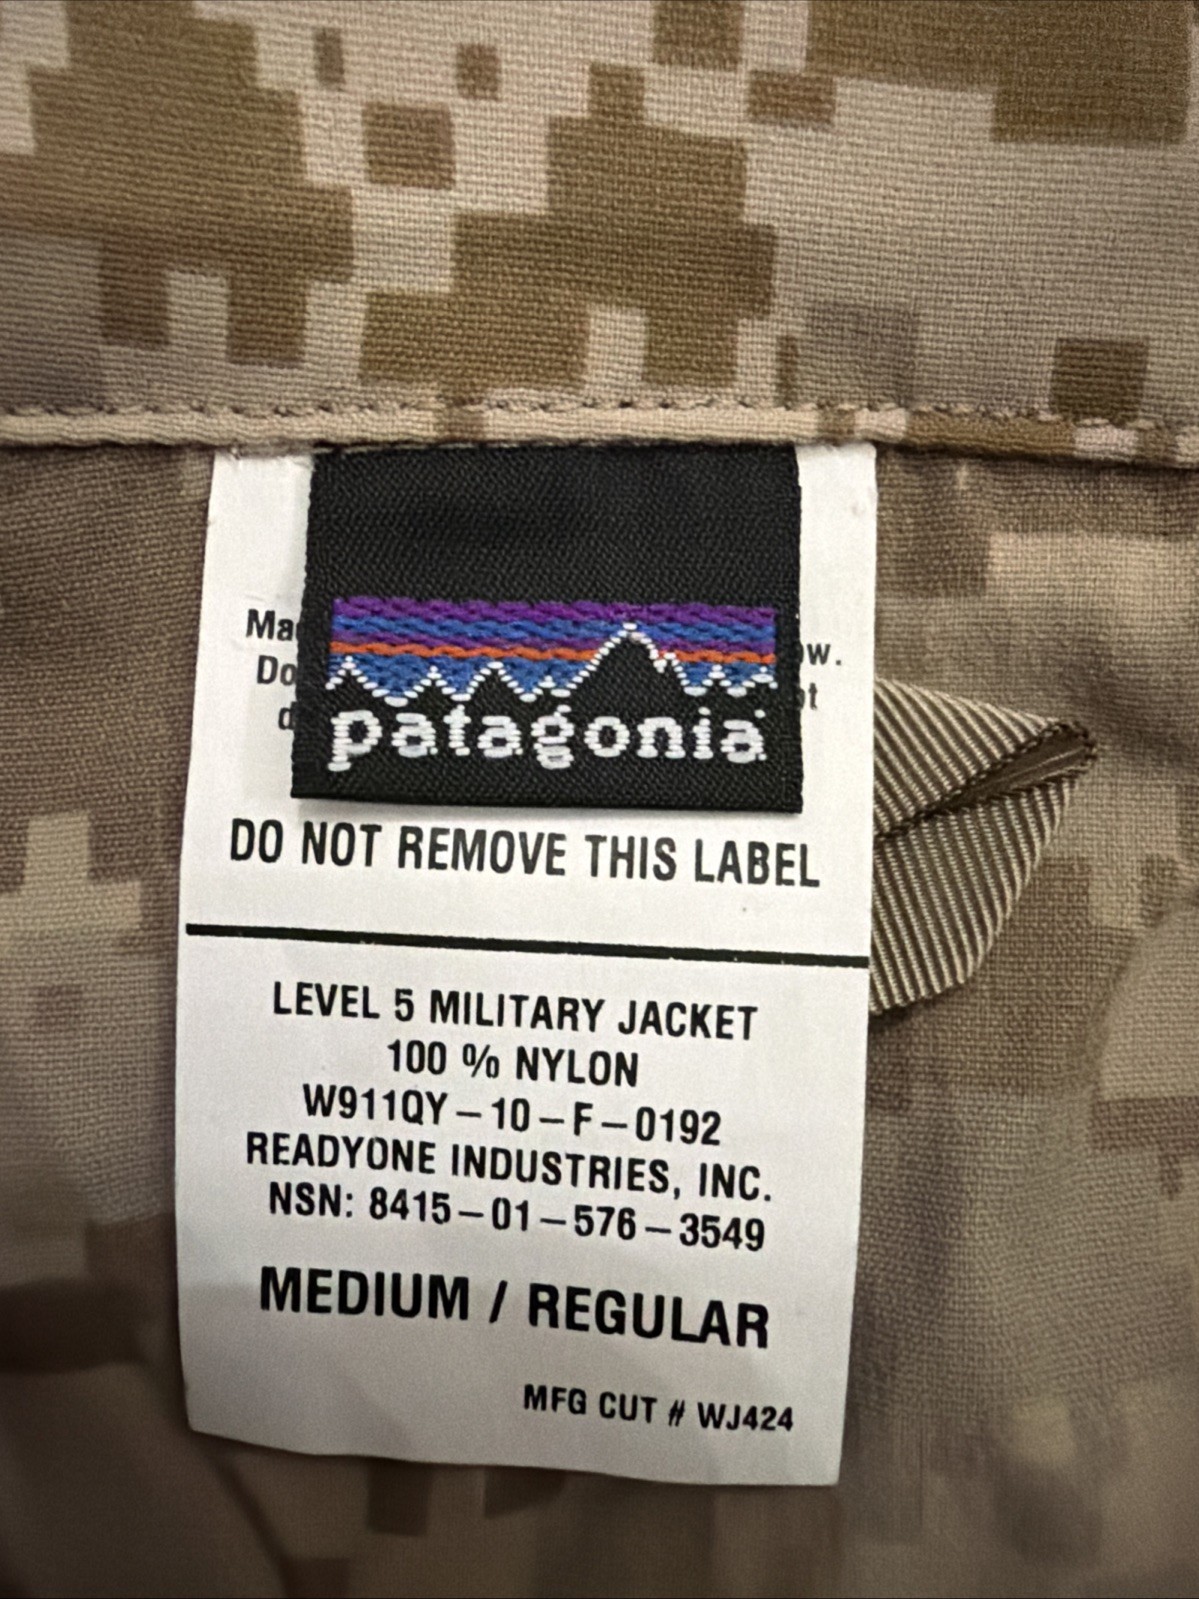 patagonia
DO NOT REMOVE THIS LABEL
LEVEL 5 MILITARY JACKET
100 % NYLON
W911QY – 10 – F – 0192
READYONE INDUSTRIES, INC.
NSN: 8415 – 01 – 576 – 3549
MEDIUM / REGULAR
MFG CUT # WJ424